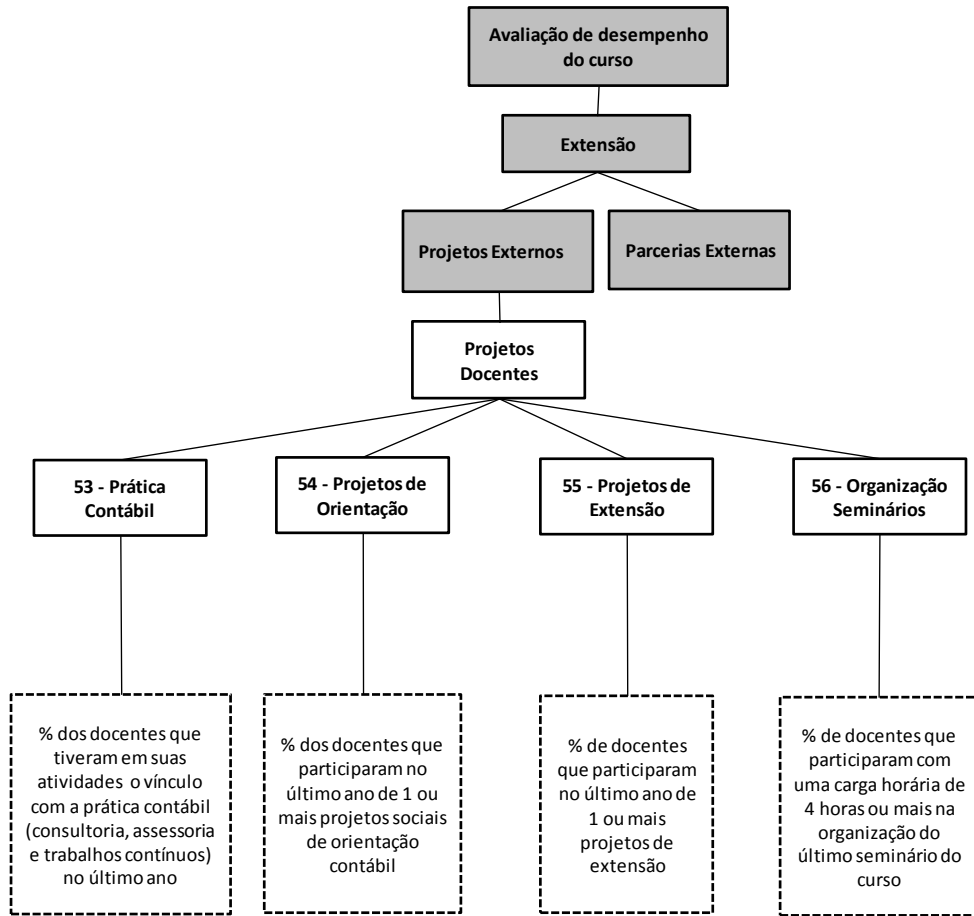 Avaliação de desempenho
do curso
Extensão
Projetos Externos
Parcerias Externas
Projetos
Docentes
53 - Prática
Contábil
54 - Projetos de
Orientação
55 - Projetos de
Extensão
56 - Organização
Seminários
% dos docentes que
tiveram em suas
atividades o vínculo
com a prática contábil
(consultoria, assessoria
e trabalhos contínuos)
no último ano
% dos docentes que
participaram no
último ano de 1 ou
mais projetos sociais
de orientação
contábil
% de docentes
que participaram
no último ano de
1 ou mais
projetos de
extensão
% de docentes que
participaram com
uma carga horária de
4 horas ou mais na
organização do
último seminário do
curso